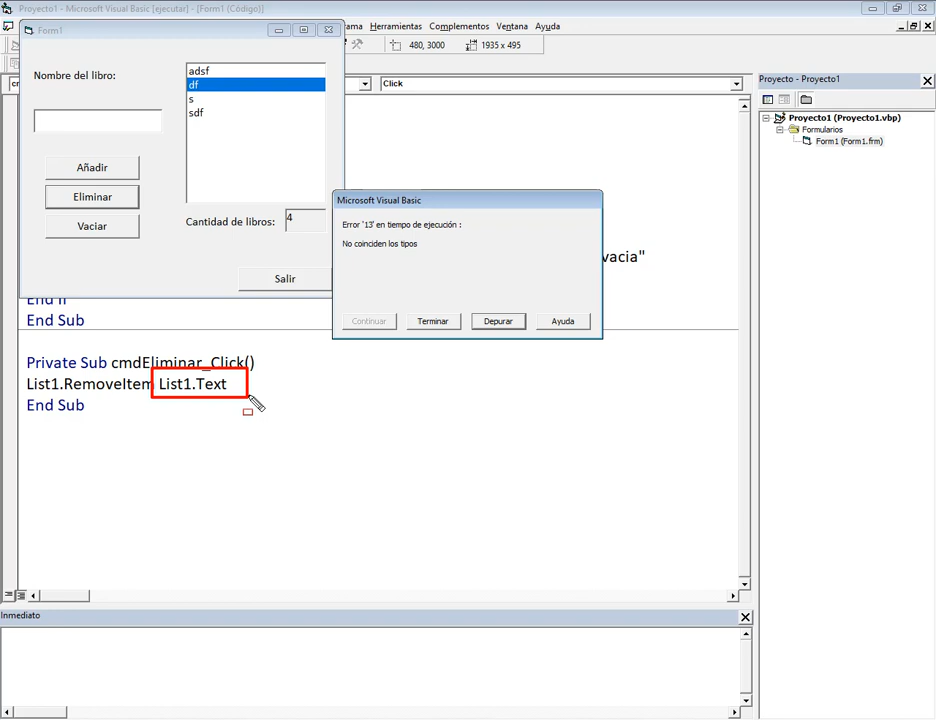 Proyecto1 - Microsoft Visual Basic [ejecutar] - [Form1 (Código)]
Form1
Herramientas
Complementos
Ventana
Ayuda
480, 3000
1935 x 495
Nombre del libro:
adsf
df
s
sdf
Añadir
Eliminar
Vaciar
Cantidad de libros:
4
Salir
Click
Microsoft Visual Basic
Error '13' en tiempo de ejecución :
No coinciden los tipos
Continuar
Terminar
Depurar
Ayuda
vacia"
End If
End Sub
Private Sub cmdEliminar_Click()
List1.RemoveItem List1.Text
End Sub
Proyecto - Proyecto1
Proyecto1 (Proyecto1.vbp)
Formularios
Form1 (Form1.frm)
Inmediato